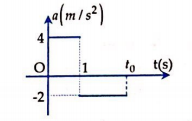 a(m/s²)
4
O 1 t₀ t(s)
-2